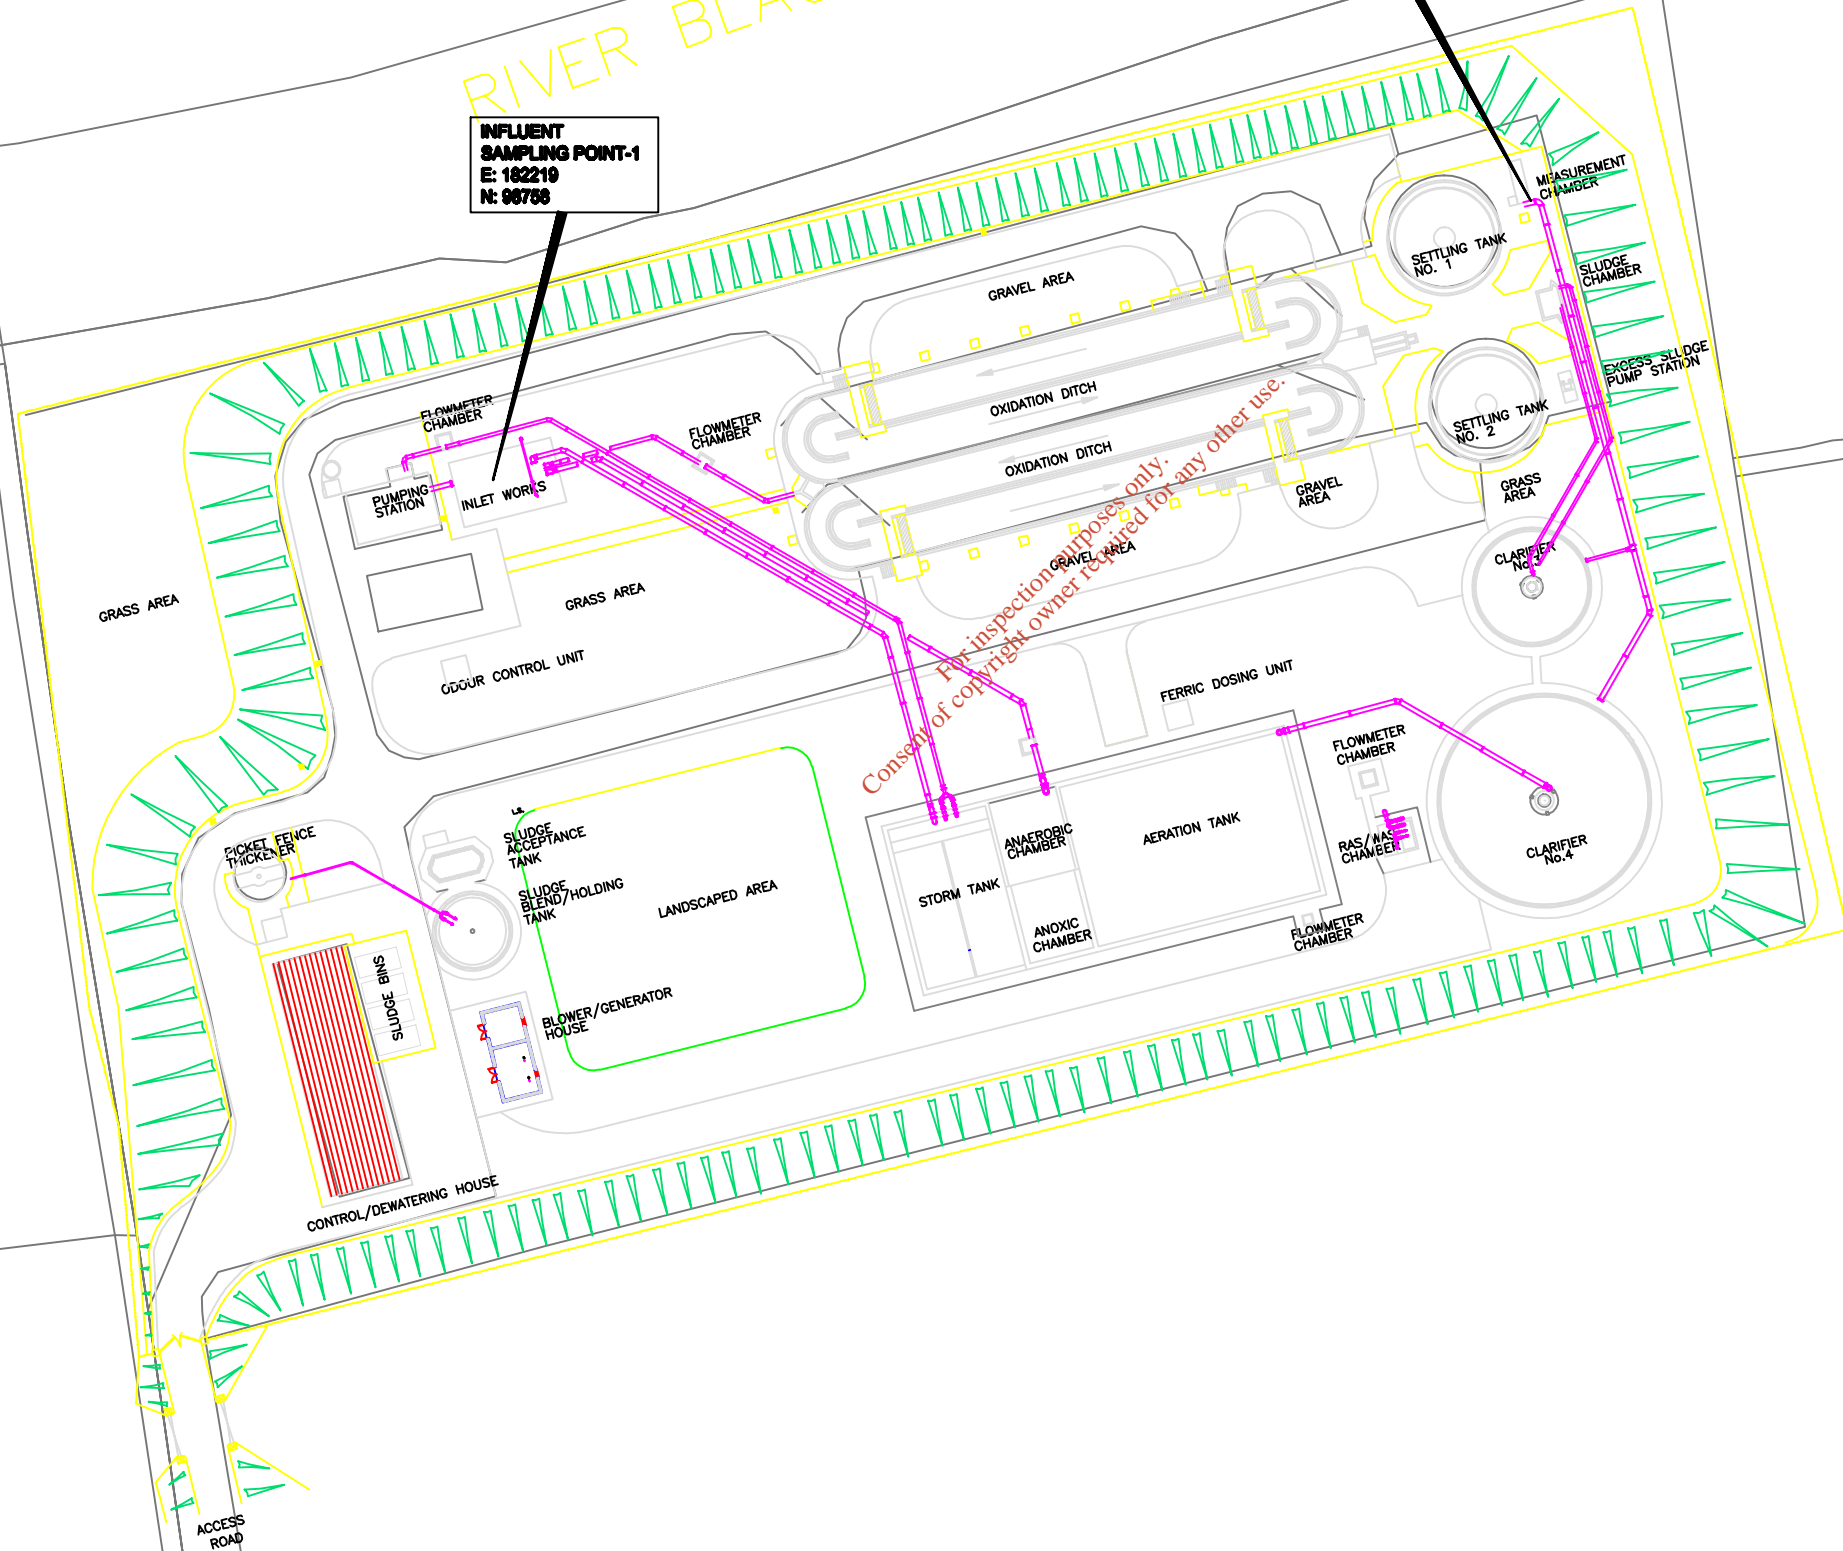 RIVER BLA
INFLUENT
SAMPLING POINT-1
E: 182219
N: 98758
MEASUREMENT
CHAMBER
SETTLING TANK
NO. 1
SLUDGE
CHAMBER
GRAVEL AREA
EXCESS SLUDGE
PUMP STATION
FLOWMETER
CHAMBER
FLOWMETER
CHAMBER
OXIDATION DITCH
SETTLING TANK
NO. 2
OXIDATION DITCH
PUMPING
STATION
INLET WORKS
GRAVEL
AREA
GRASS
AREA
GRAVEL AREA
CLARIFIER
No.3
GRASS AREA
GRASS AREA
ODOUR CONTROL UNIT
FERRIC DOSING UNIT
For inspection purposes only.
Consent of copyright owner required for any other use.
FLOWMETER
CHAMBER
PICKET FENCE
THICKENER
SLUDGE
ACCEPTANCE
TANK
ANAEROBIC
CHAMBER
AERATION TANK
RAS/WAS
CHAMBER
CLARIFIER
No.4
SLUDGE
BLEND/HOLDING
TANK
LANDSCAPED AREA
STORM TANK
ANOXIC
CHAMBER
FLOWMETER
CHAMBER
SLUDGE BINS
BLOWER/GENERATOR
HOUSE
CONTROL/DEWATERING HOUSE
ACCESS
ROAD